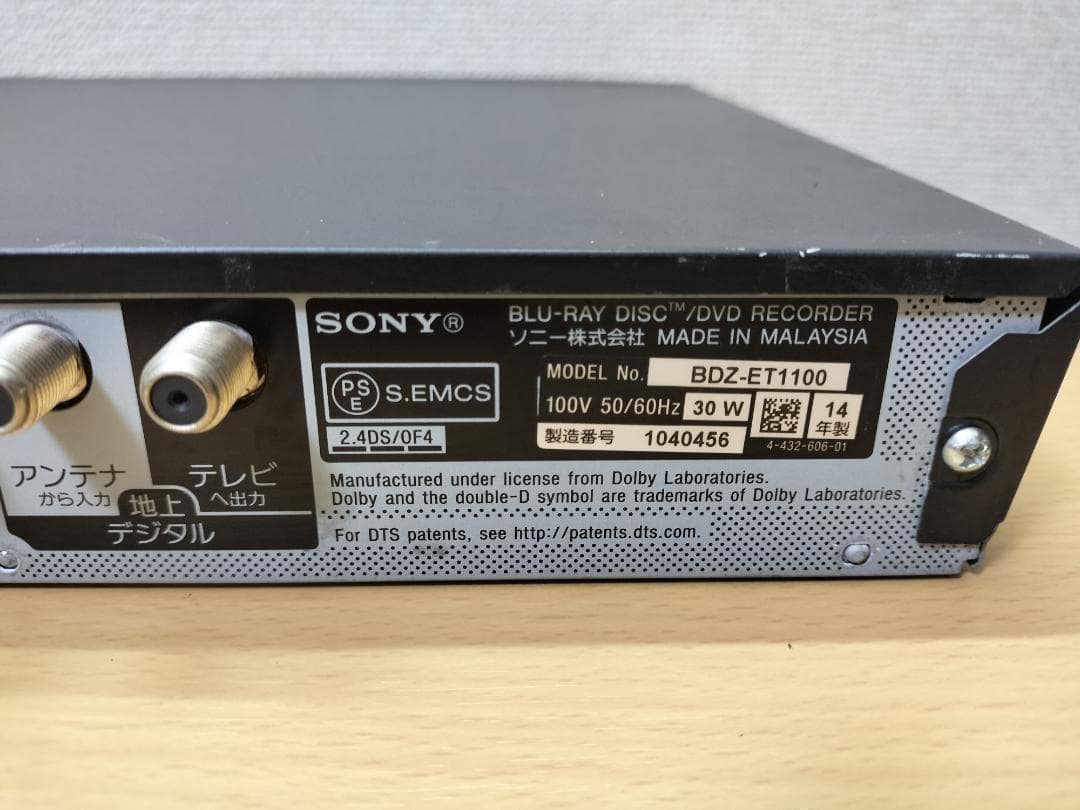 SONY®
BLU-RAY DISC™/DVD RECORDER
ソニー株式会社 MADE IN MALAYSIA
PSE S.EMCS
2.4DS/OF4
MODEL No. BDZ-ET1100
100V 50/60Hz 30 W
14年製
製造番号 1040456
4-432-606-01
アンテナから入力
テレビへ出力
地上デジタル
Manufactured under license from Dolby Laboratories.
Dolby and the double-D symbol are trademarks of Dolby Laboratories.
For DTS patents, see http://patents.dts.com.